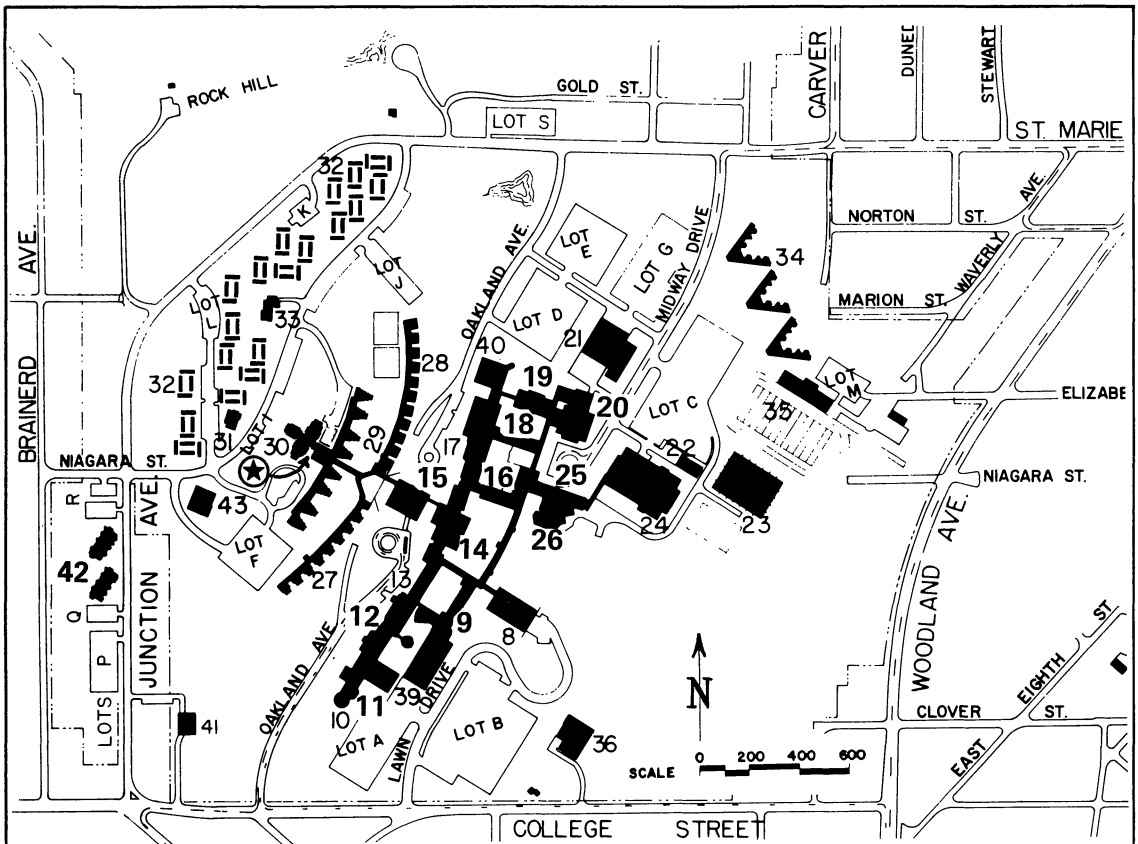 ROCK HILL
GOLD ST.
CARVER
DUNED
STEWART
AVE.
LOT S
ST. MARIE
32
K
NORTON ST.
LOT E
LOT G
MIDWAY DRIVE
34
LOT J
OAKLAND AVE.
WAVERLY
MARION ST.
BRAINERD AVE.
LOT L
33
LOT D
21
28
40
19
LOT M
32
20
LOT C
35
ELIZABE
18
31
LOT I
30
29
17
22
NIAGARA ST.
15
16
25
NIAGARA ST.
R
43
24
23
LOT F
26
WOODLAND AVE.
14
42
27
13
JUNCTION AVE.
12
9
8
Q
N
EAST EIGHTH ST
OAKLAND AVE
LOTS P
39
LAWN DRIVE
11
10
CLOVER ST.
41
LOT A
LOT B
36
SCALE 0 200 400 600
COLLEGE STREET